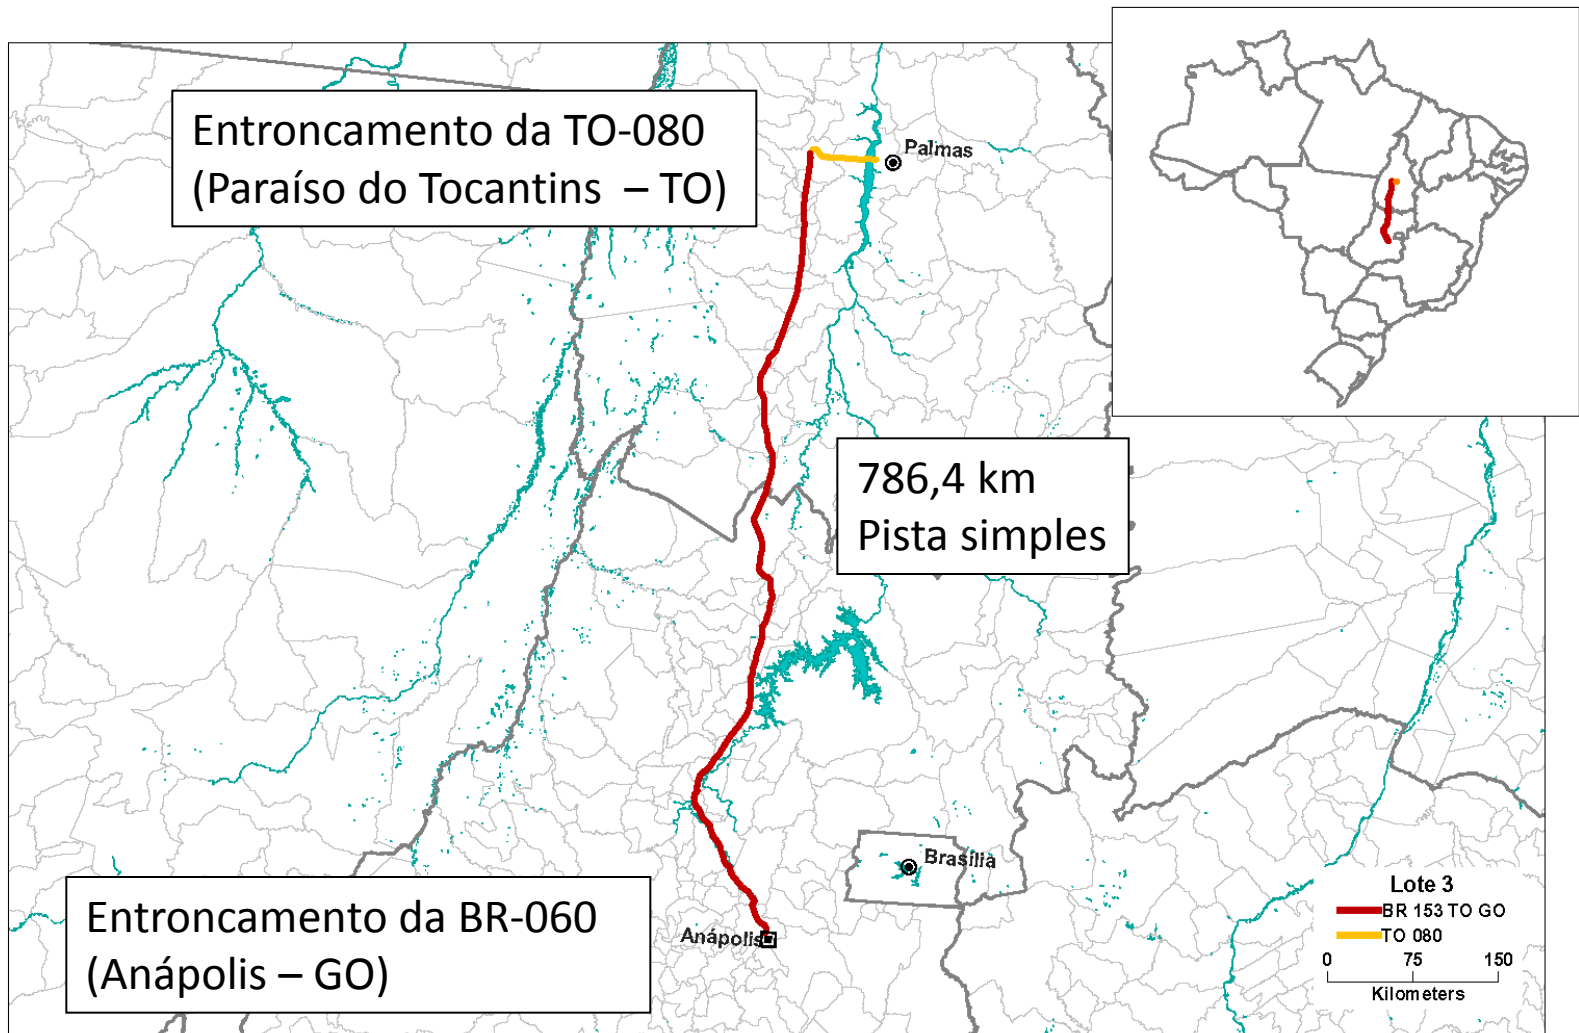 Entroncamento da TO-080
(Paraíso do Tocantins – TO)
Palmas
786,4 km
Pista simples
Brasília
Entroncamento da BR-060
(Anápolis – GO)
Anápolis
Lote 3
BR 153 TO GO
TO 080
0 75 150
Kilometers